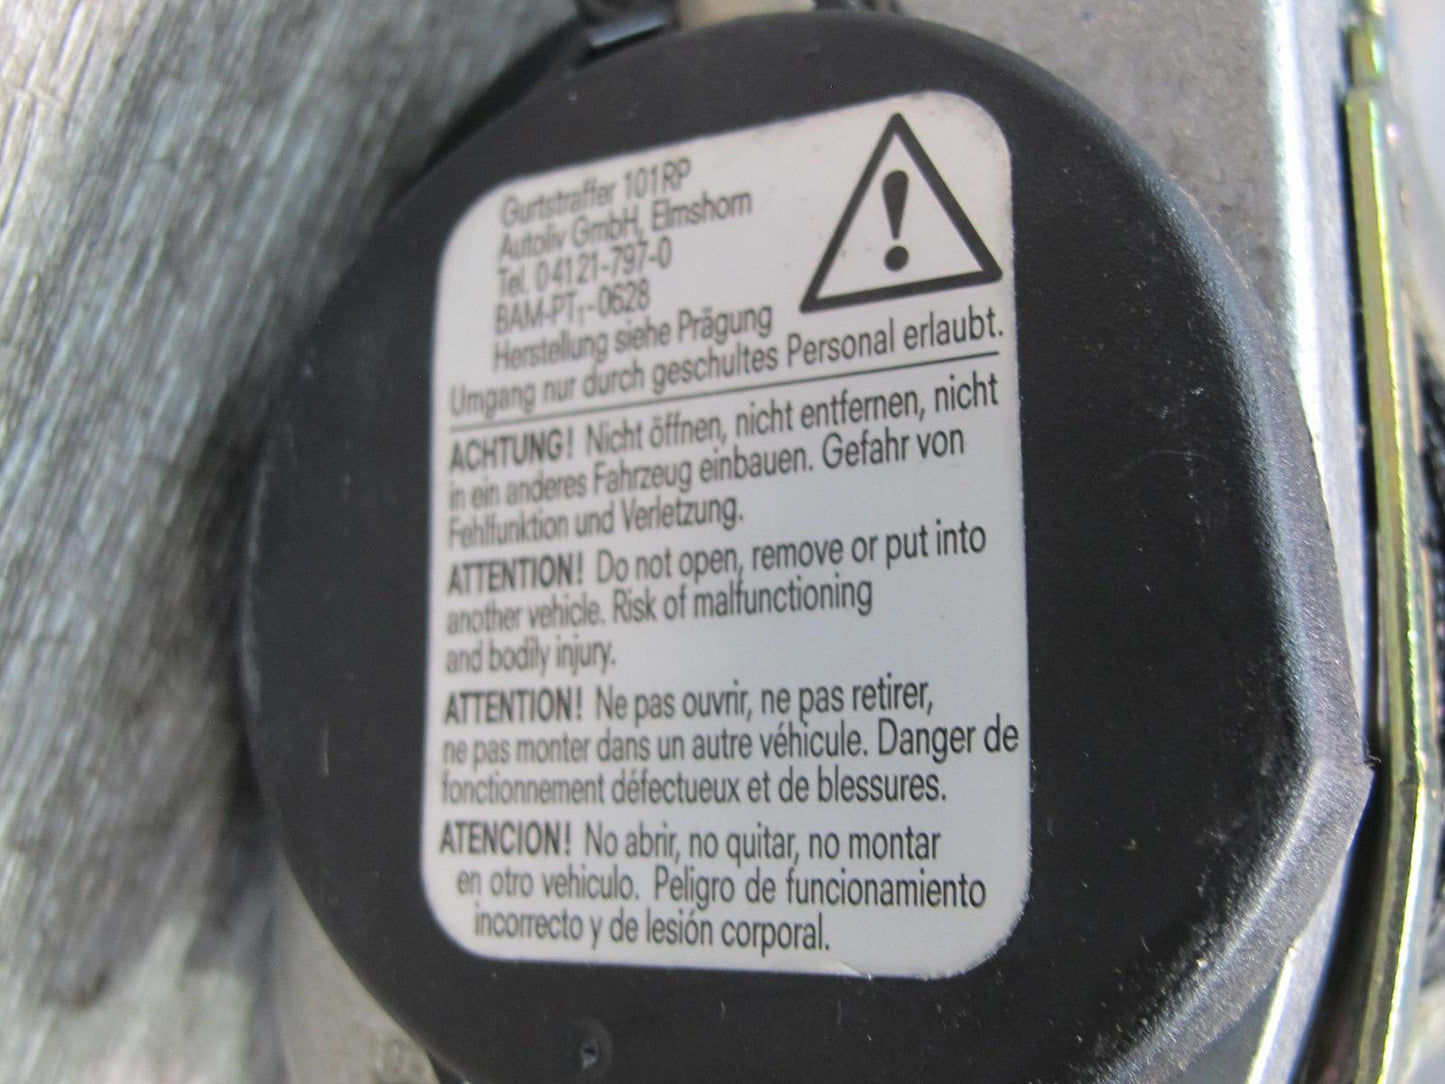 Gurtstraffer 101RP
Autoliv GmbH, Elmshorn
Tel. 04121-797-0
BAM-PT₁-0628
Herstellung siehe Prägung
Umgang nur durch geschultes Personal erlaubt.
ACHTUNG! Nicht öffnen, nicht entfernen, nicht
in ein anderes Fahrzeug einbauen. Gefahr von
Fehlfunktion und Verletzung.
ATTENTION! Do not open, remove or put into
another vehicle. Risk of malfunctioning
and bodily injury.
ATTENTION! Ne pas ouvrir, ne pas retirer,
ne pas monter dans un autre véhicule. Danger de
fonctionnement défectueux et de blessures.
ATENCION! No abrir, no quitar, no montar
en otro vehiculo. Peligro de funcionamiento
incorrecto y de lesión corporal.